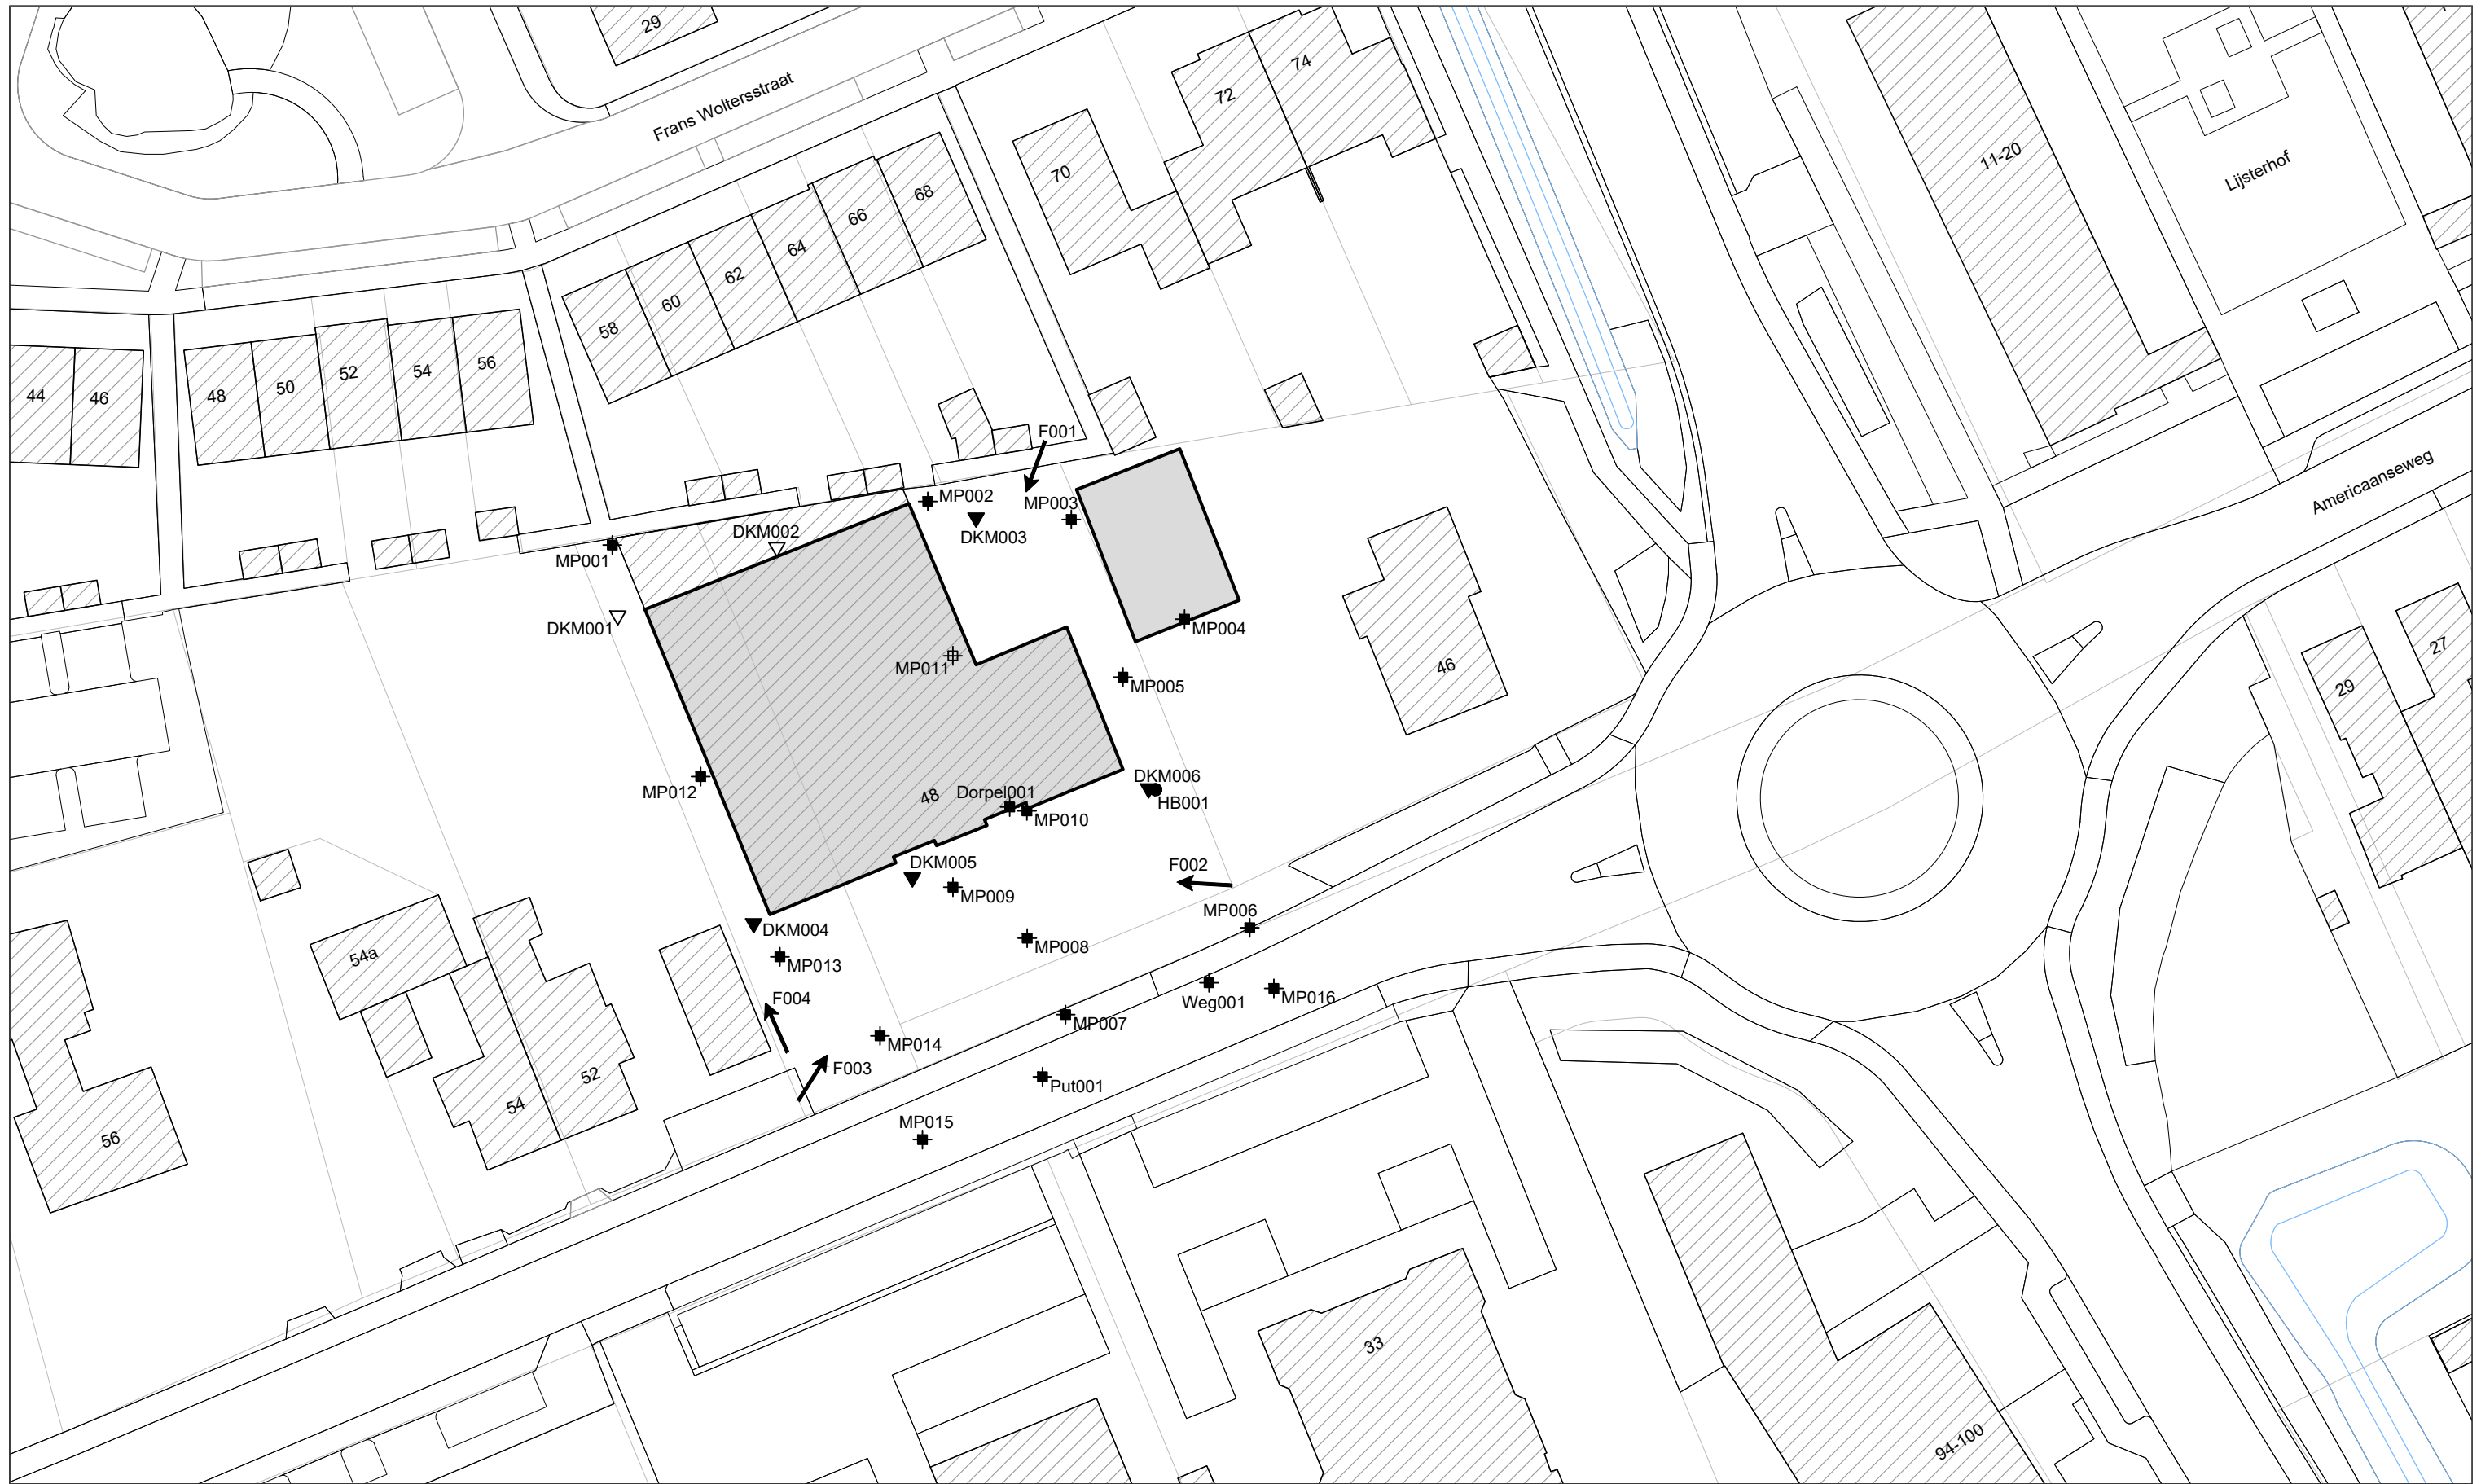 29
Frans Woltersstraat
74
72
70
11-20
Lijsterhof
68
66
64
62
60
58
56
54
52
50
48
46
44
Americaanseweg
F001
MP002
MP003
DKM002
DKM003
MP001
DKM001
MP004
MP011
46
MP005
27
29
DKM006
MP012
48
Dorpel001
HB001
MP010
DKM005
F002
MP009
MP006
DKM004
MP008
54a
MP013
F004
Weg001
MP016
MP007
MP014
F003
52
Put001
54
MP015
56
33
94-100